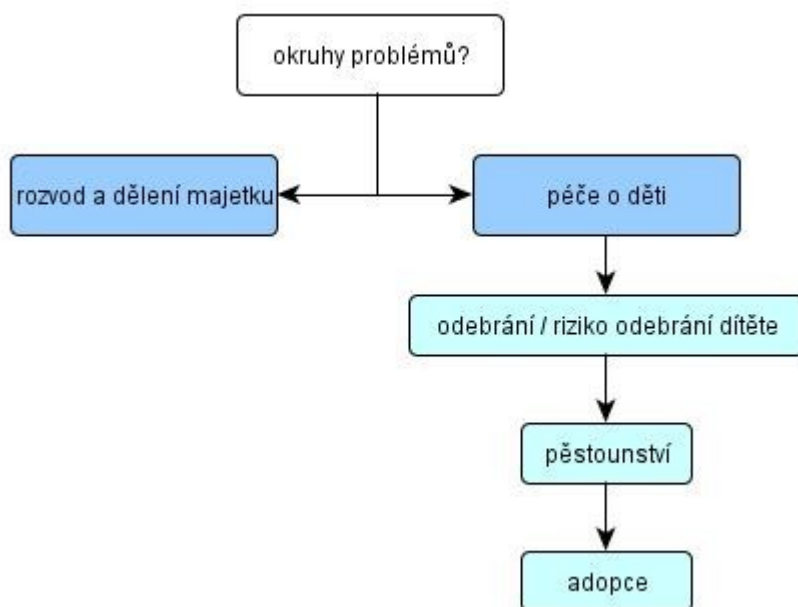 okruhy problémů?
rozvod a dělení majetku
péče o děti
odebrání / riziko odebrání dítěte
pěstounství
adopce